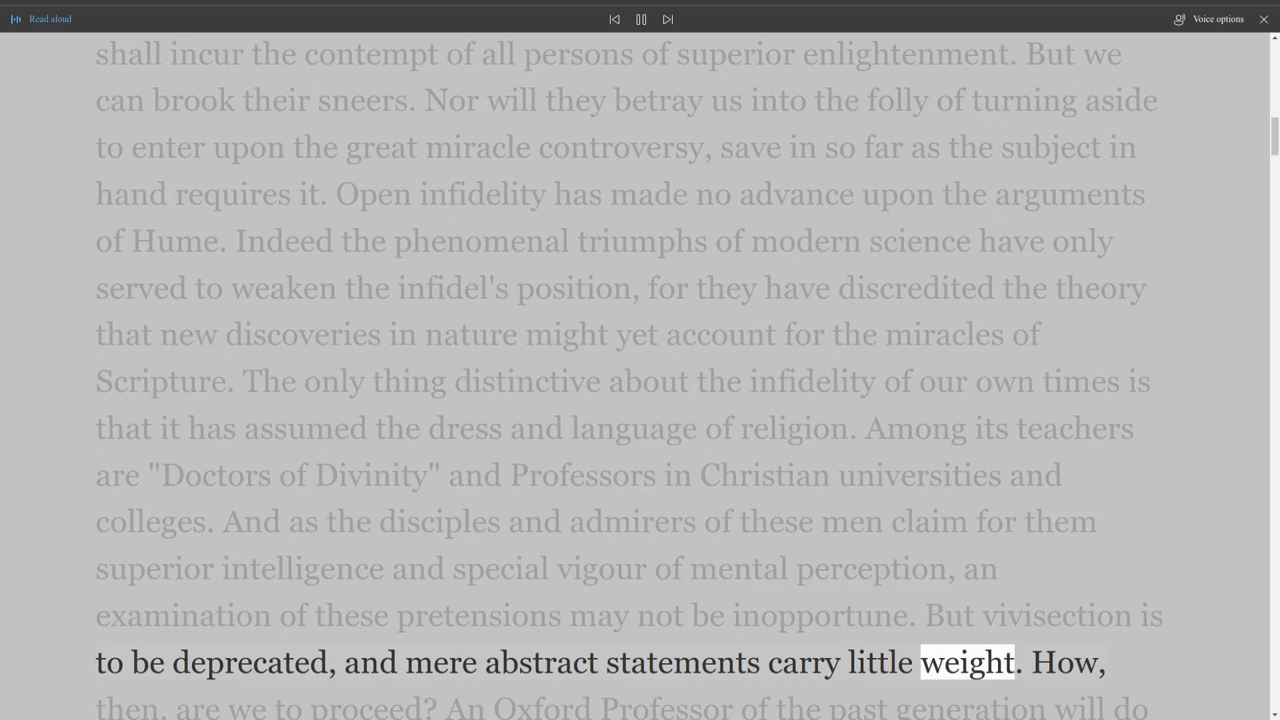 Read aloud
Voice options
shall incur the contempt of all persons of superior enlightenment. But we
can brook their sneers. Nor will they betray us into the folly of turning aside
to enter upon the great miracle controversy, save in so far as the subject in
hand requires it. Open infidelity has made no advance upon the arguments
of Hume. Indeed the phenomenal triumphs of modern science have only
served to weaken the infidel's position, for they have discredited the theory
that new discoveries in nature might yet account for the miracles of
Scripture. The only thing distinctive about the infidelity of our own times is
that it has assumed the dress and language of religion. Among its teachers
are "Doctors of Divinity" and Professors in Christian universities and
colleges. And as the disciples and admirers of these men claim for them
superior intelligence and special vigour of mental perception, an
examination of these pretensions may not be inopportune. But vivisection is
to be deprecated, and mere abstract statements carry little weight. How,
then, are we to proceed? An Oxford Professor of the past generation will do